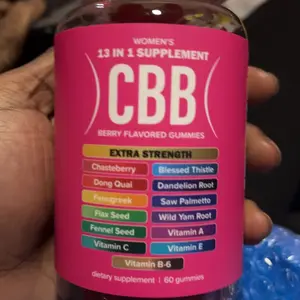 WOMEN'S
13 IN 1 SUPPLEMENT
CBB
BERRY FLAVORED GUMMIES
EXTRA STRENGTH
Chasteberry Blessed Thistle
Dong Quai Dandelion Root
Fenugreek Saw Palmetto
Flax Seed Wild Yam Root
Fennel Seed Vitamin A
Vitamin C Vitamin E
Vitamin B-6
dietary supplement | 60 gummies